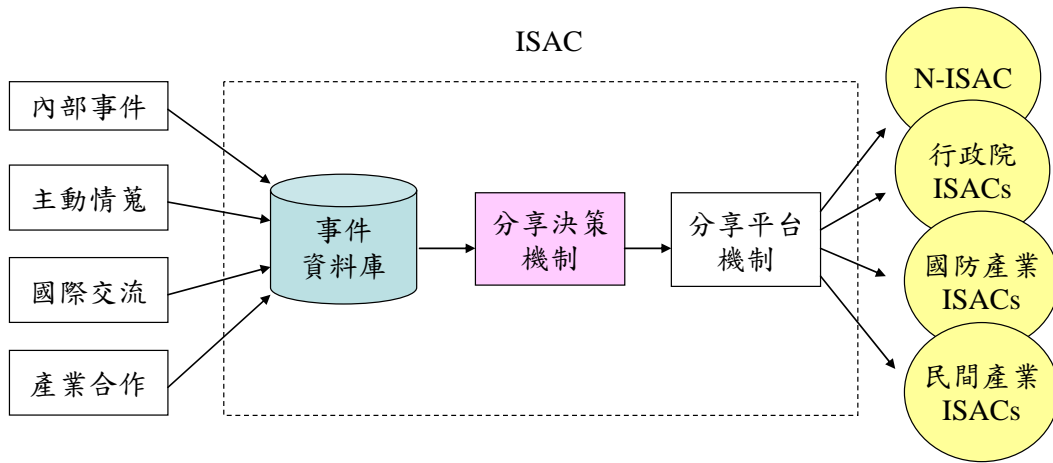 ISAC
內部事件
主動情蒐
國際交流
產業合作
事件
資料庫
分享決策
機制
分享平台
機制
N-ISAC
行政院
ISACs
國防產業
ISACs
民間產業
ISACs